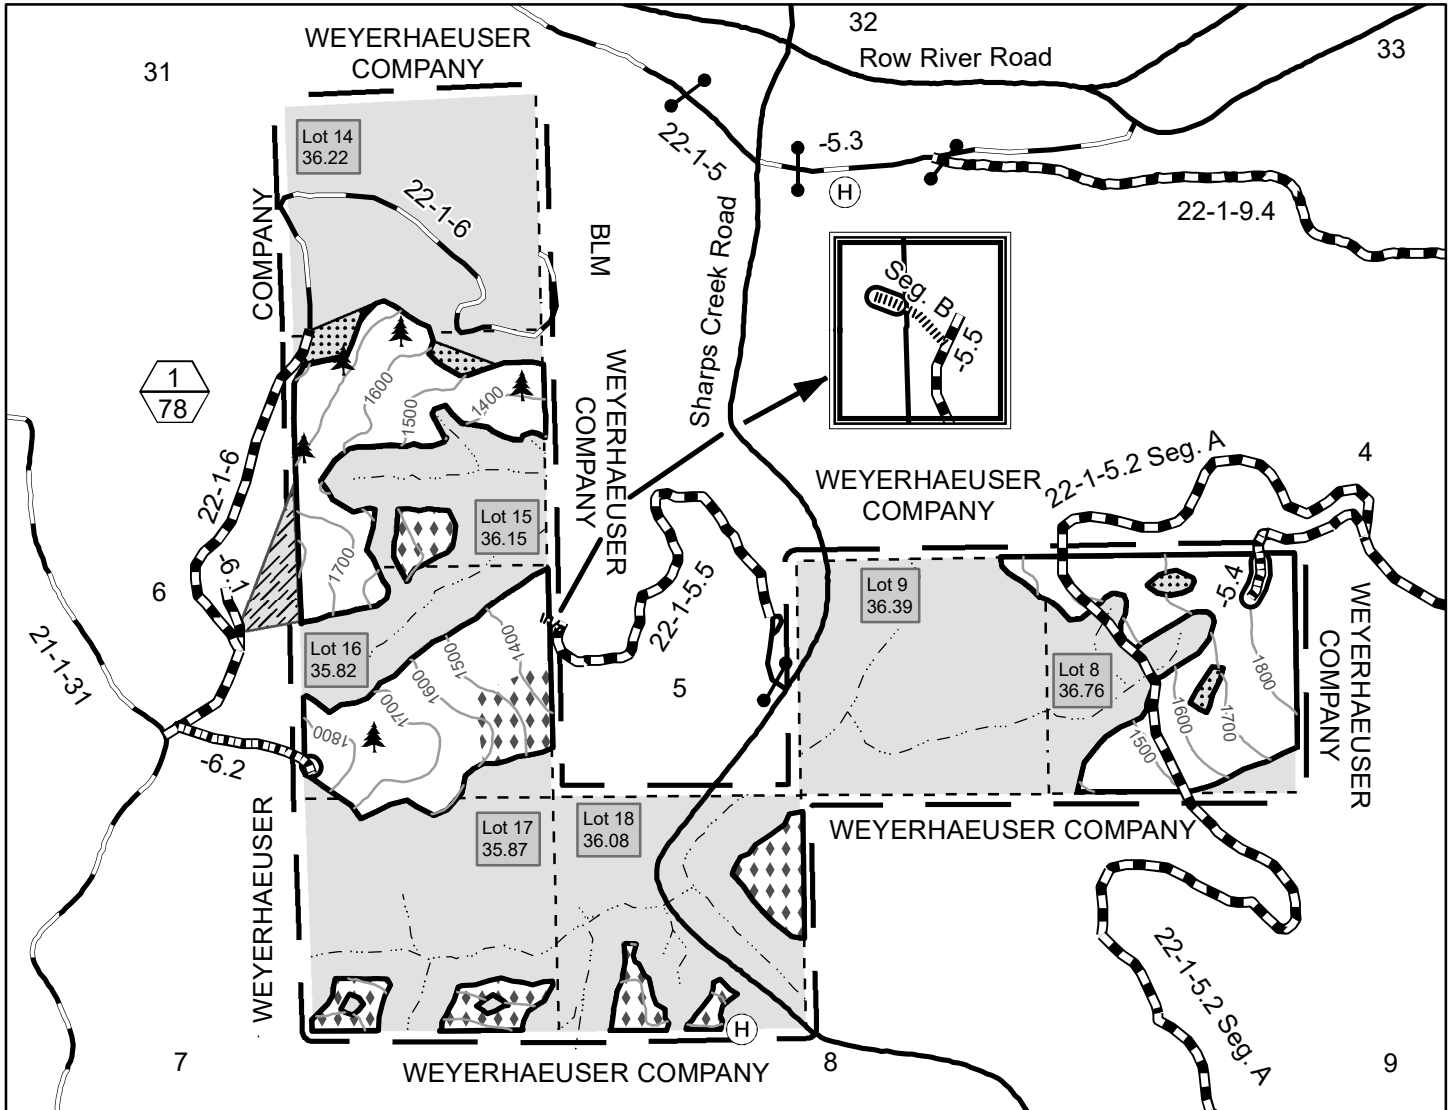 32
WEYERHAEUSER
COMPANY
33
Row River Road
31
Lot 14
36.22
22-1-5
-5.3
H
22-1-6
22-1-9.4
COMPANY
BLM
Sharps Creek Road
Seg. B
-5.5
1
78
1600
1500
1400
WEYERHAEUSER
COMPANY
22-1-6
WEYERHAEUSER
COMPANY
22-1-5.2 Seg. A
4
Lot 15
36.15
1700
-6.1
6
22-1-5.5
Lot 9
36.39
-5.4
WEYERHAEUSER
COMPANY
21-1-31
Lot 16
35.82
1400
1500
1600
1700
1800
5
Lot 8
36.76
1800
1700
1600
1500
-6.2
WEYERHAEUSER
Lot 17
35.87
Lot 18
36.08
WEYERHAEUSER COMPANY
22-1-5.2 Seg. A
H
7
WEYERHAEUSER COMPANY
8
9